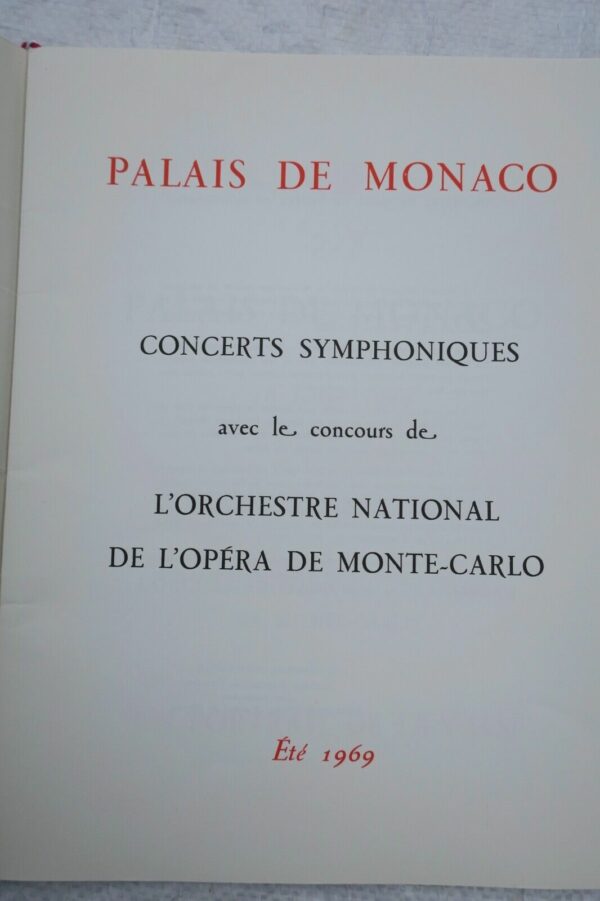 PALAIS DE MONACO
CONCERTS SYMPHONIQUES
avec le concours de
L'ORCHESTRE NATIONAL
DE L'OPÉRA DE MONTE-CARLO
Été 1969